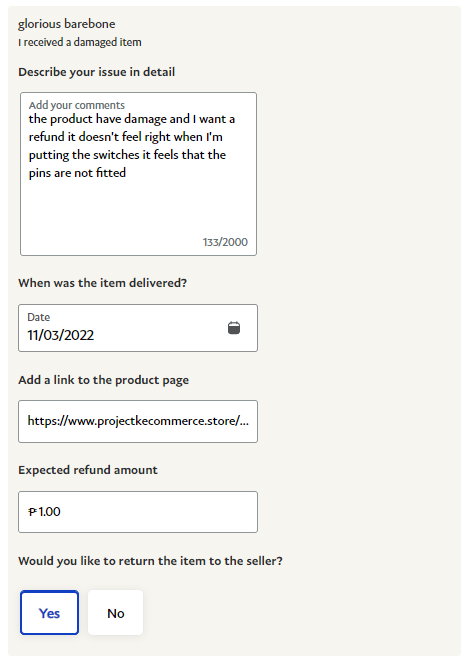 glorious barebone
I received a damaged item
Describe your issue in detail
Add your comments
the product have damage and I want a
refund it doesn't feel right when I'm
putting the switches it feels that the
pins are not fitted
133/2000
When was the item delivered?
Date
11/03/2022
Add a link to the product page
https://www.projectkecommerce.store/...
Expected refund amount
₱1.00
Would you like to return the item to the seller?
Yes No